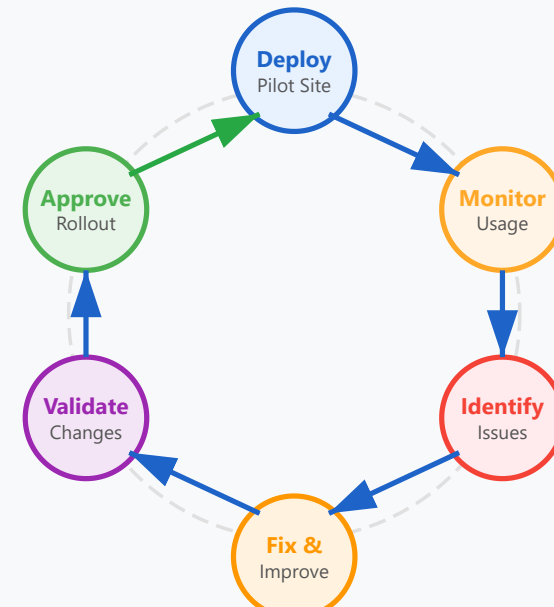 Deploy
Pilot Site
Monitor
Usage
Identify
Issues
Fix &
Improve
Validate
Changes
Approve
Rollout